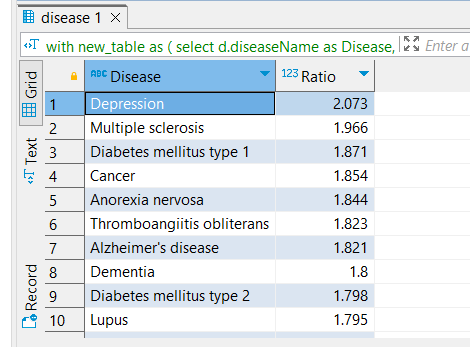 disease 1
with new_table as ( select d.diseaseName as Disease, Enter a
Grid
Text
Record
ABC Disease 123 Ratio
1 Depression 2.073
2 Multiple sclerosis 1.966
3 Diabetes mellitus type 1 1.871
4 Cancer 1.854
5 Anorexia nervosa 1.844
6 Thromboangiitis obliterans 1.823
7 Alzheimer's disease 1.821
8 Dementia 1.8
9 Diabetes mellitus type 2 1.798
10 Lupus 1.795